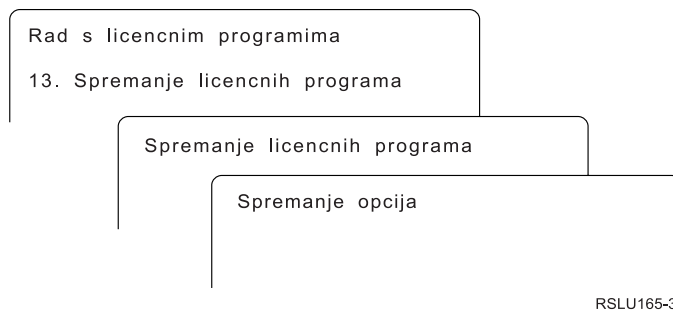 Rad s licencnim programima
13. Spremanje licencnih programa
Spremanje licencnih programa
Spremanje opcija
RSLU165-3